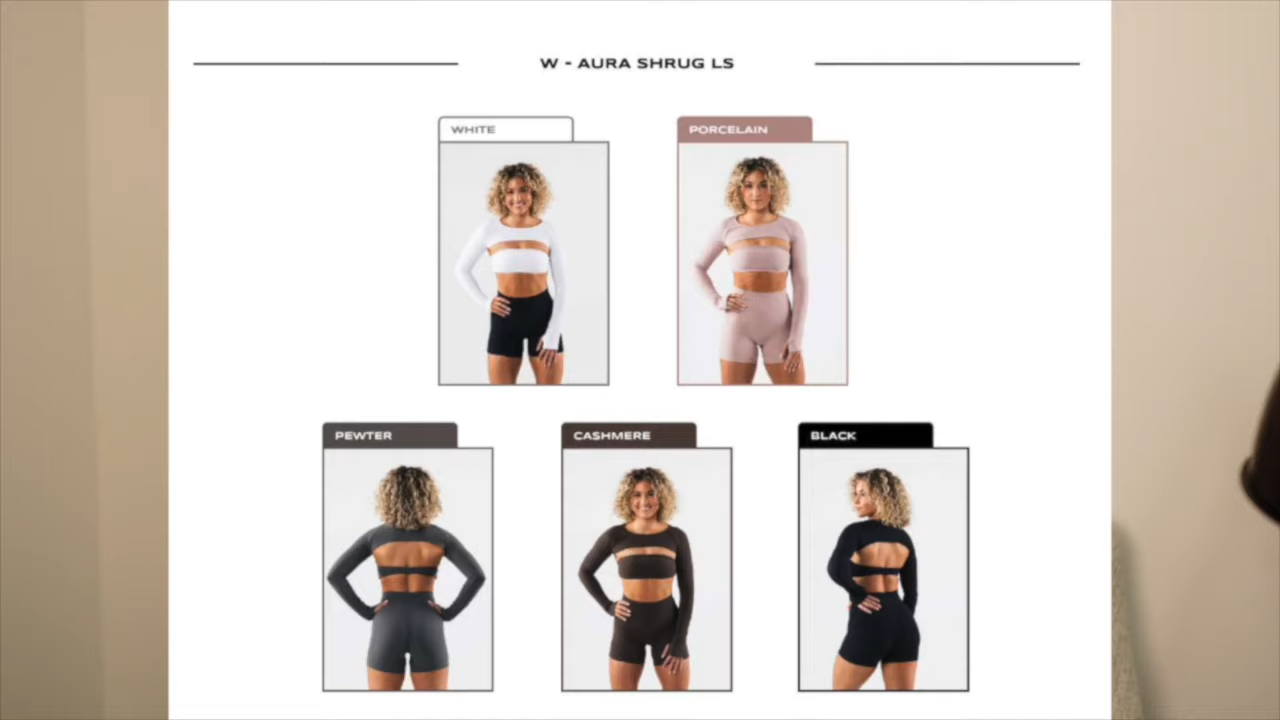 W - AURA SHRUG LS
WHITE
PORCELAIN
PEWTER
CASHMERE
BLACK